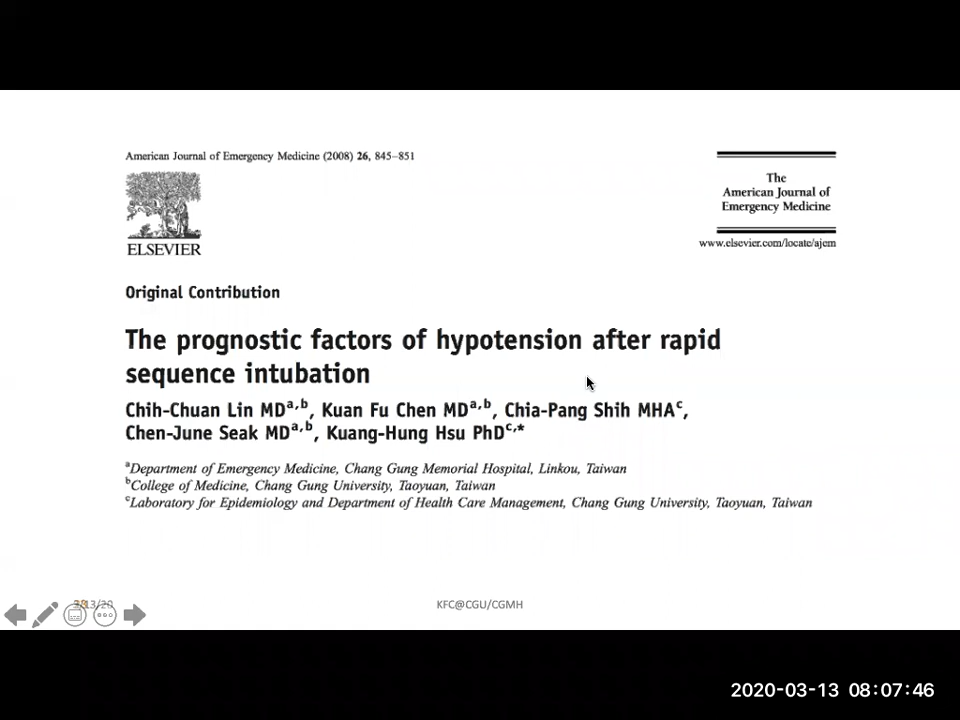 American Journal of Emergency Medicine (2008) 26, 845–851
The
American Journal of
Emergency Medicine
ELSEVIER
www.elsevier.com/locate/ajem
Original Contribution
The prognostic factors of hypotension after rapid
sequence intubation
Chih-Chuan Lin MDa,b, Kuan Fu Chen MDa,b, Chia-Pang Shih MHAc,
Chen-June Seak MDa,b, Kuang-Hung Hsu PhDc,*
aDepartment of Emergency Medicine, Chang Gung Memorial Hospital, Linkou, Taiwan
bCollege of Medicine, Chang Gung University, Taoyuan, Taiwan
cLaboratory for Epidemiology and Department of Health Care Management, Chang Gung University, Taoyuan, Taiwan
KFC@CGU/CGMH
2020-03-13 08:07:46